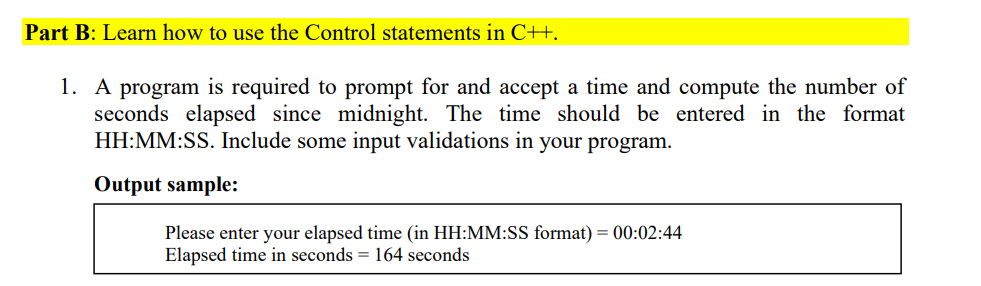 Part B: Learn how to use the Control statements in C++.
1. A program is required to prompt for and accept a time and compute the number of
seconds elapsed since midnight. The time should be entered in the format
HH:MM:SS. Include some input validations in your program.
Output sample:
Please enter your elapsed time (in HH:MM:SS format) = 00:02:44
Elapsed time in seconds = 164 seconds